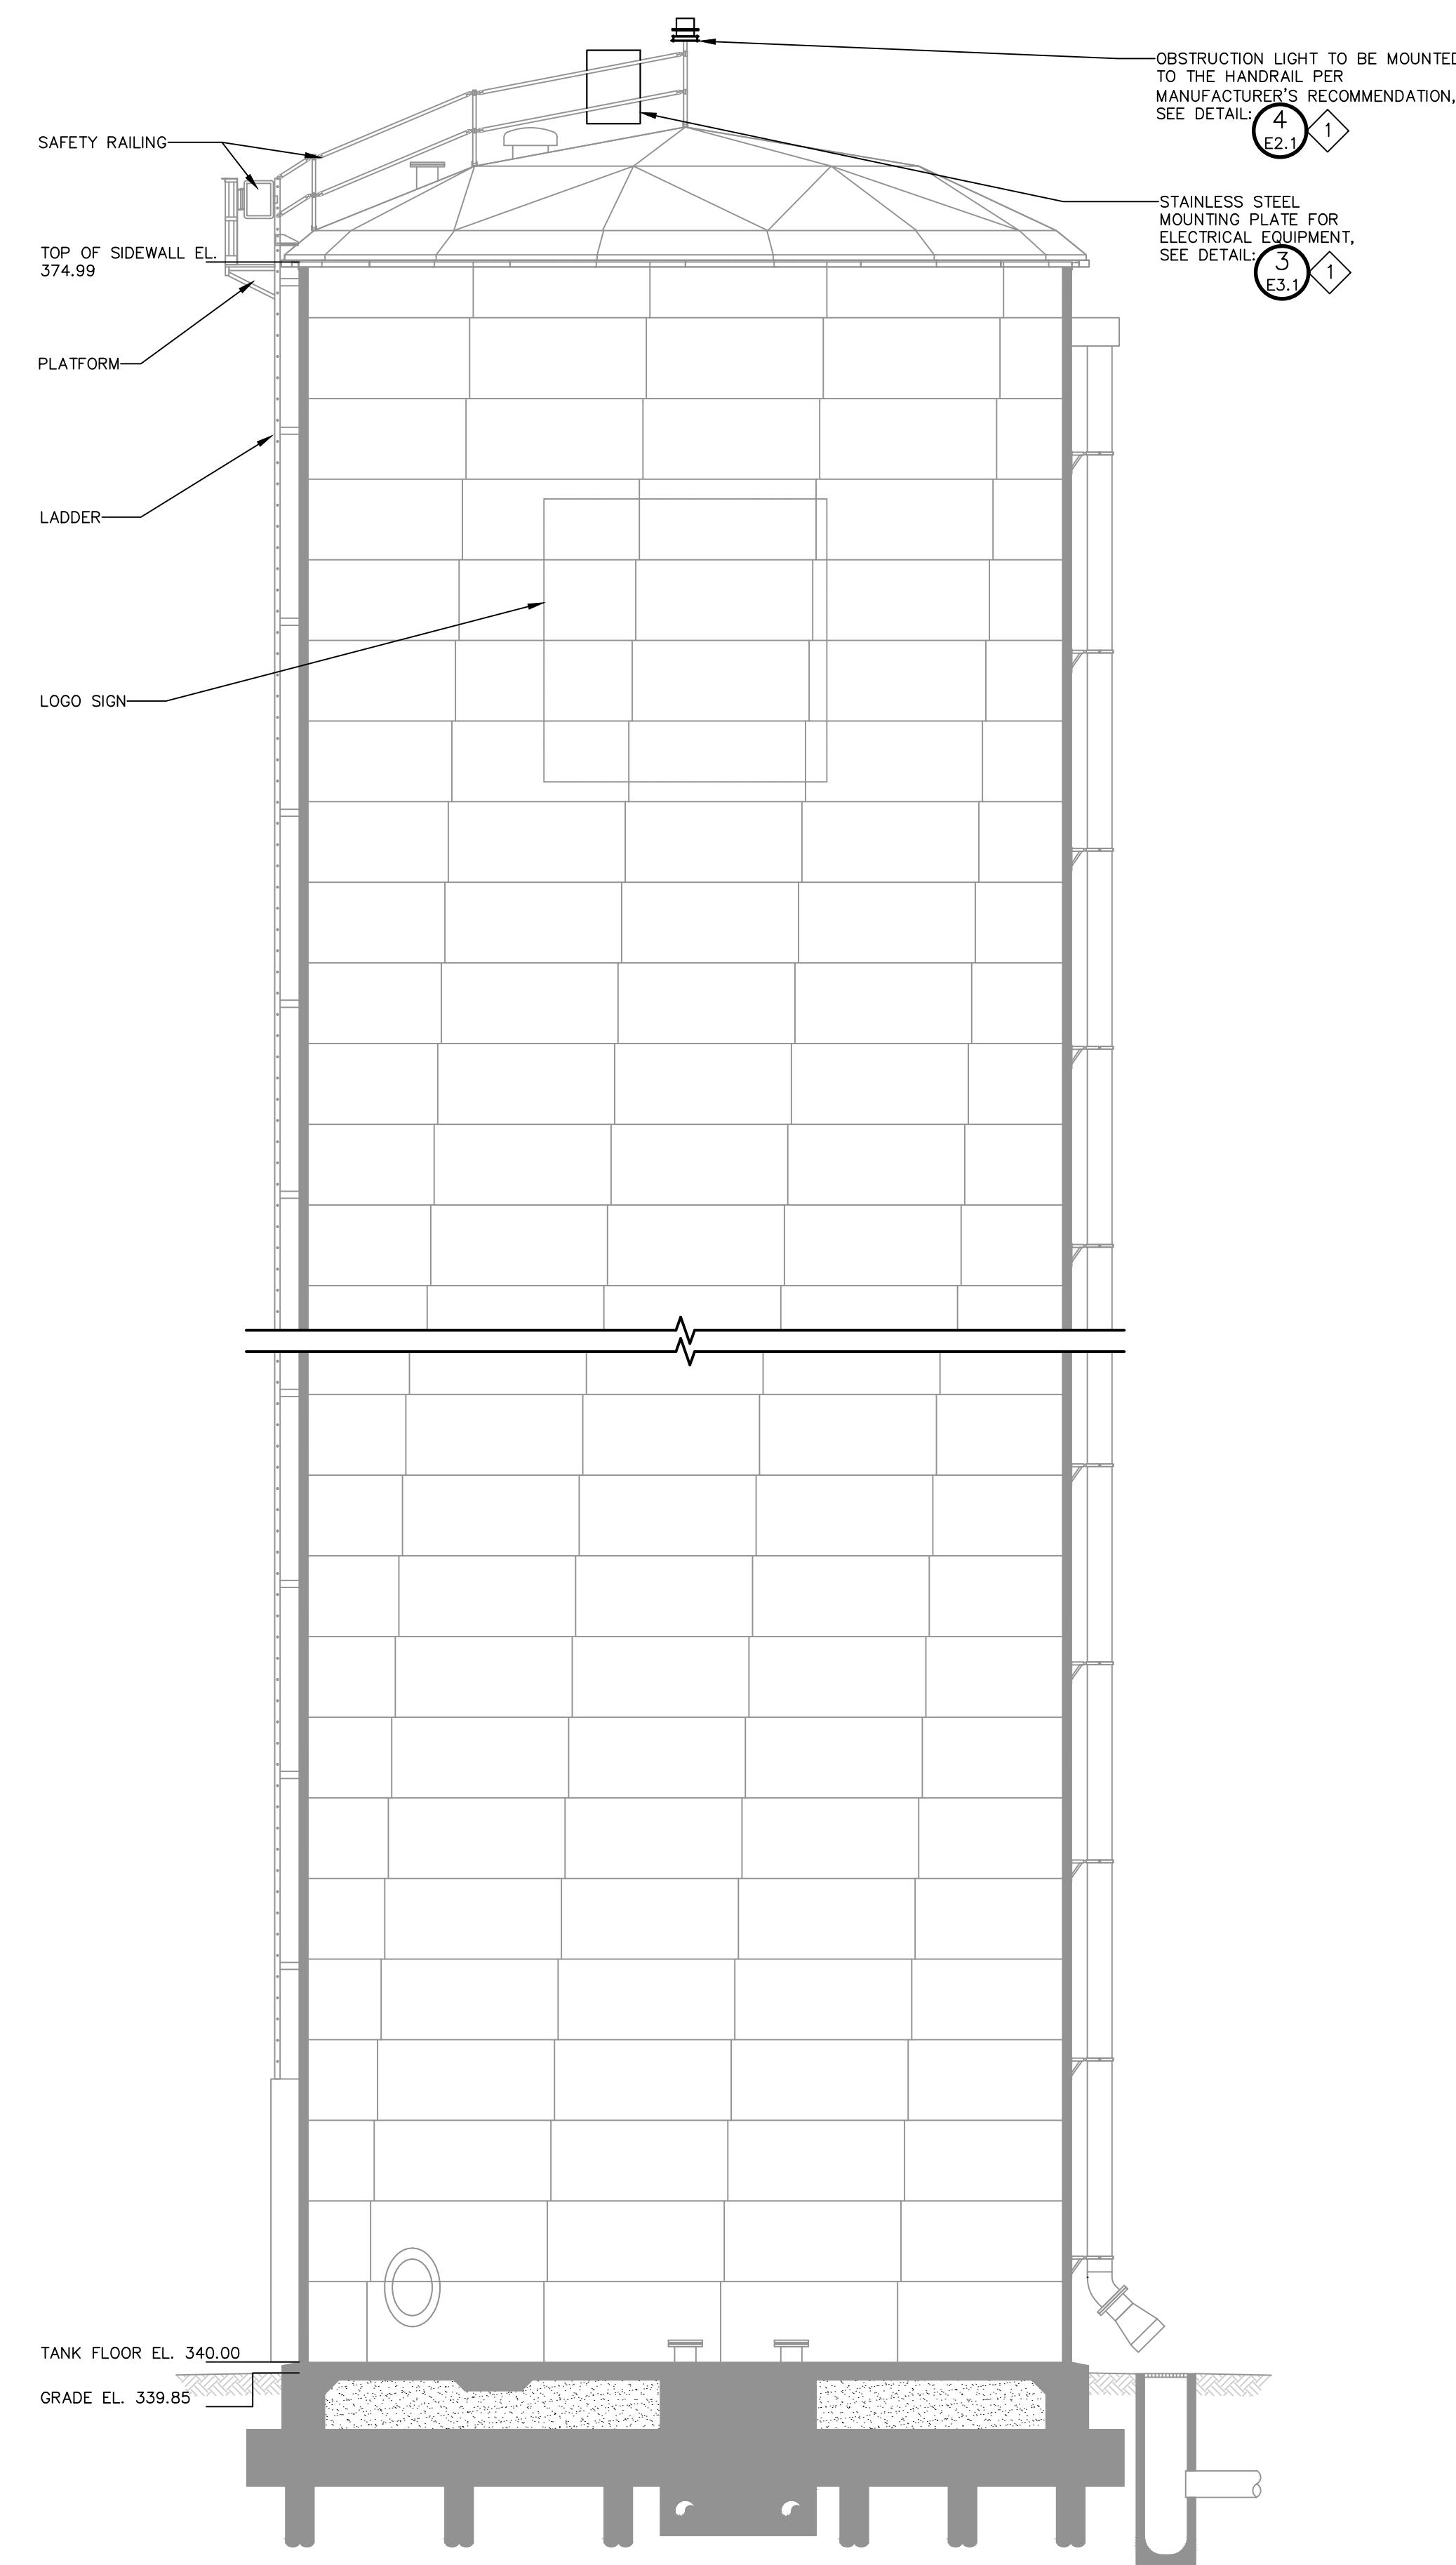 OBSTRUCTION LIGHT TO BE MOUNTED
TO THE HANDRAIL PER
MANUFACTURER'S RECOMMENDATION,
SEE DETAIL:
4
E2.1
1
SAFETY RAILING
STAINLESS STEEL
MOUNTING PLATE FOR
ELECTRICAL EQUIPMENT,
SEE DETAIL:
3
E3.1
1
TOP OF SIDEWALL EL.
374.99
PLATFORM
LADDER
LOGO SIGN
TANK FLOOR EL. 340.00
GRADE EL. 339.85